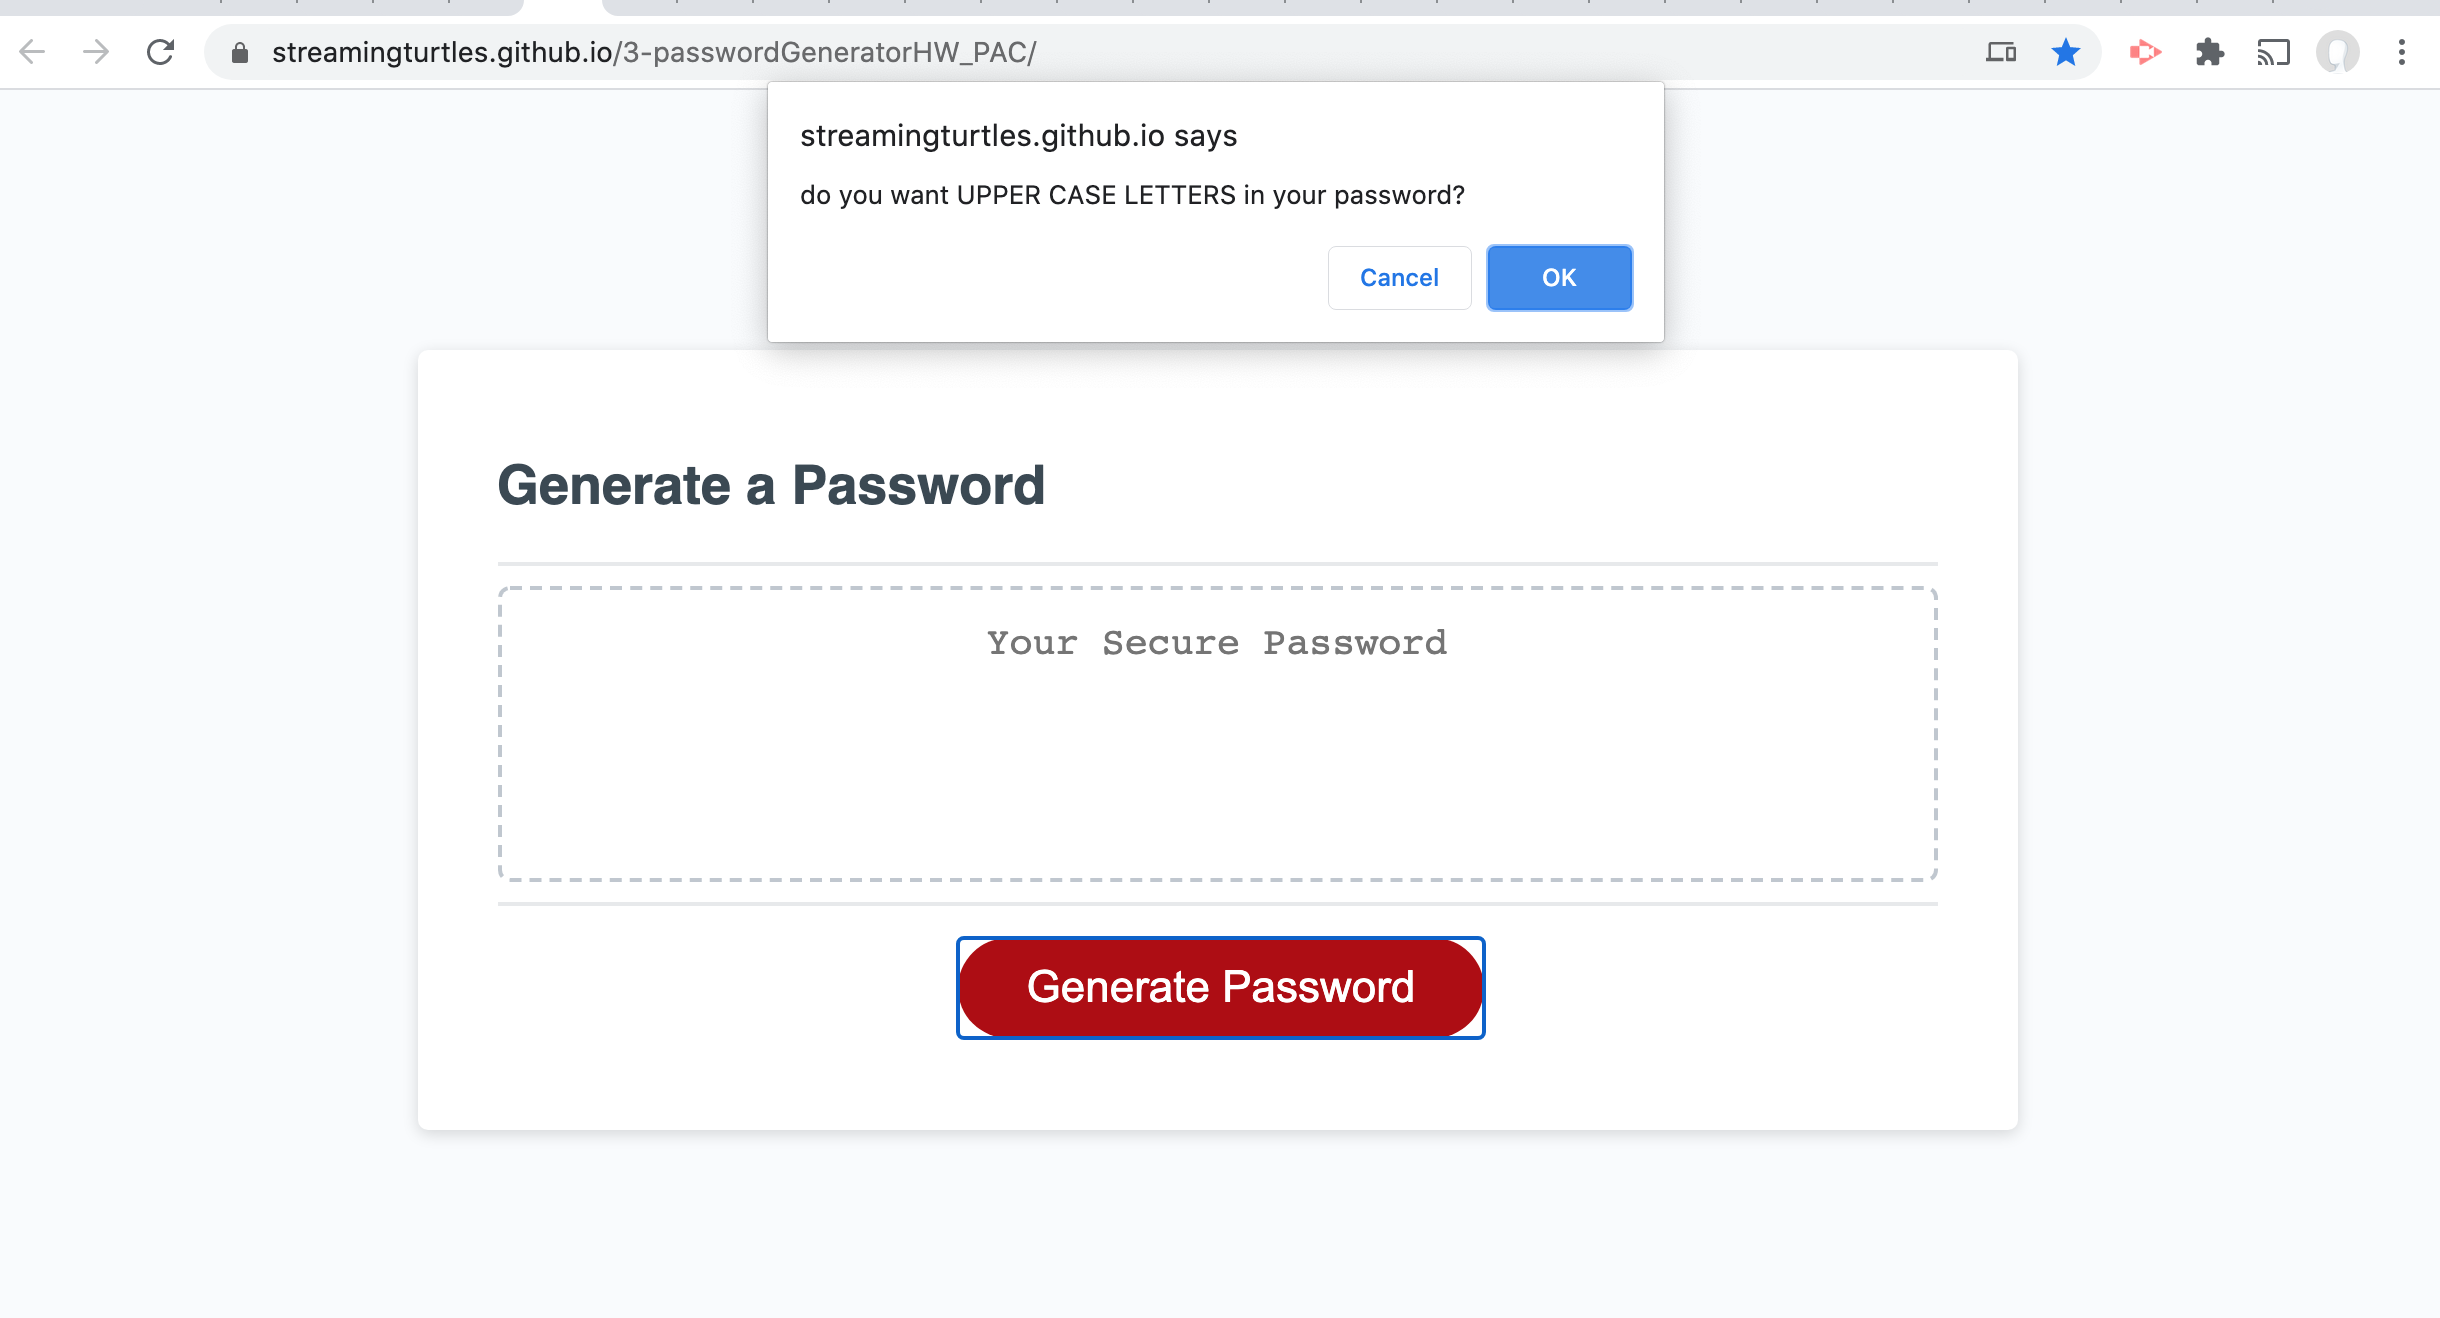 streamingturtles.github.io/3-passwordGeneratorHW_PAC/
streamingturtles.github.io says
do you want UPPER CASE LETTERS in your password?
Cancel
OK
Generate a Password
Your Secure Password
Generate Password